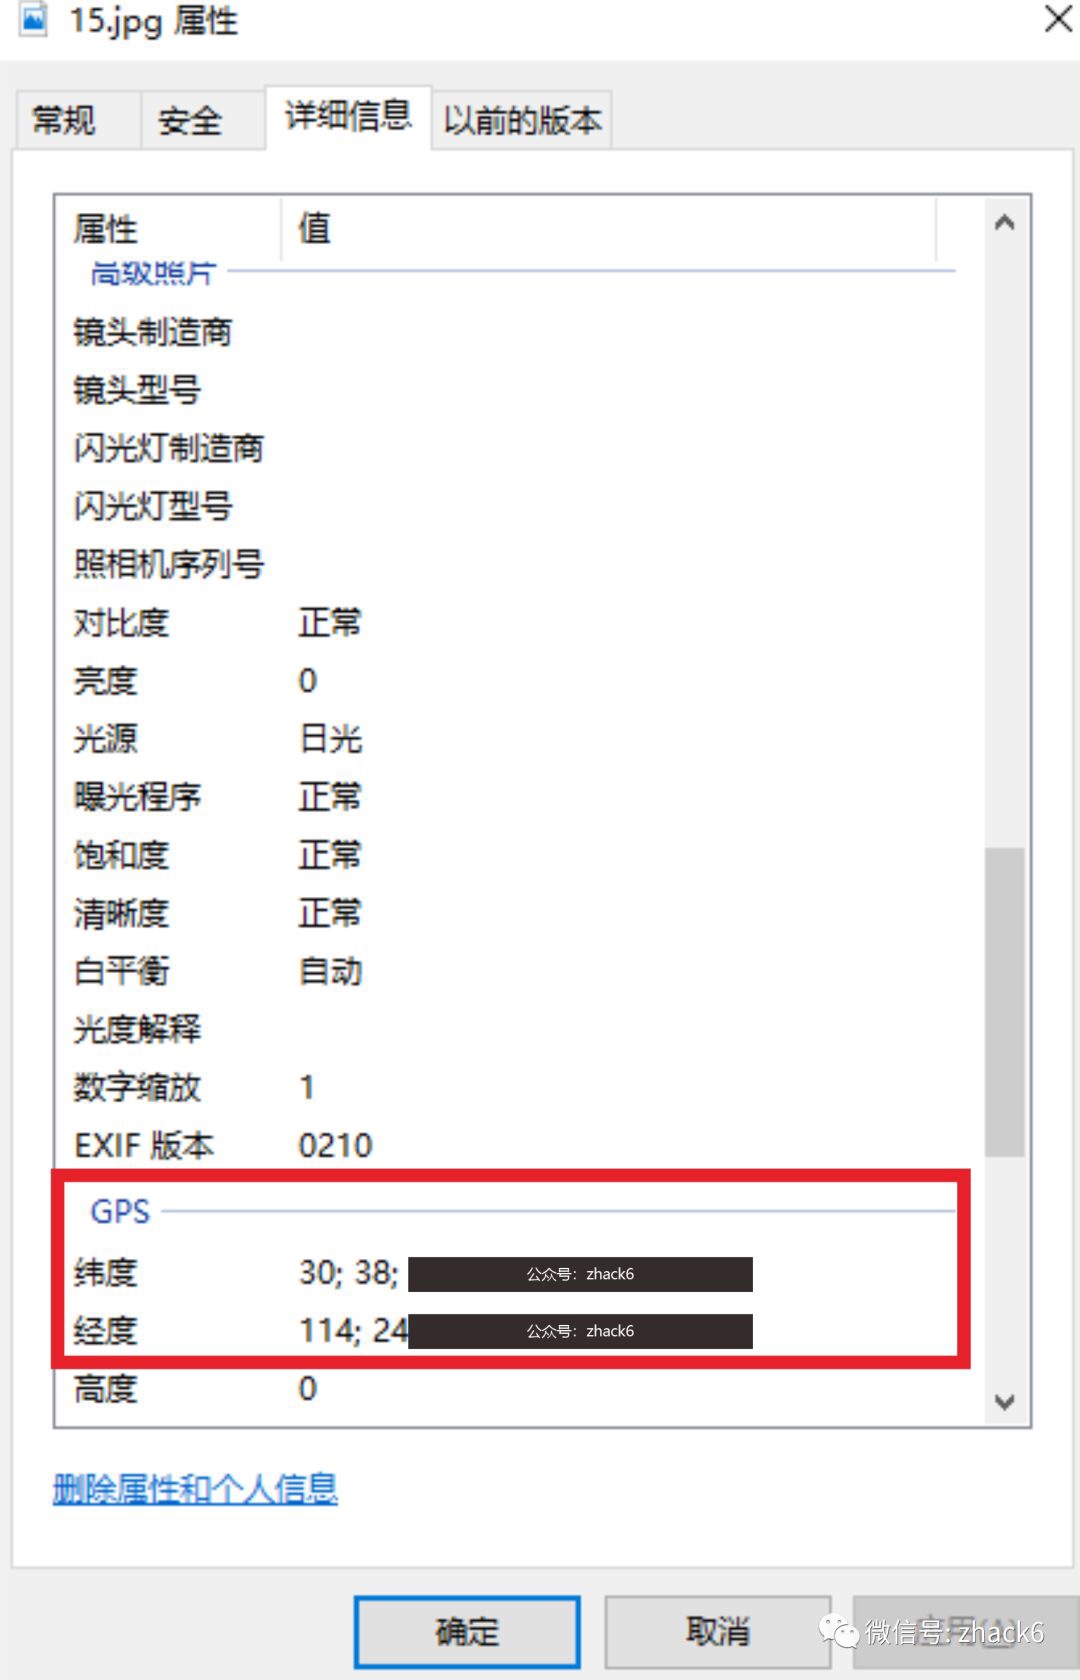 15.jpg 属性
常规 安全 详细信息 以前的版本
属性 值
高级照片
镜头制造商
镜头型号
闪光灯制造商
闪光灯型号
照相机序列号
对比度 正常
亮度 0
光源 日光
曝光程序 正常
饱和度 正常
清晰度 正常
白平衡 自动
光度解释
数字缩放 1
EXIF 版本 0210
GPS
纬度 30; 38; 公众号：zhack6
经度 114; 24 公众号：zhack6
高度 0
删除属性和个人信息
确定 取消 应用(A)
微信号: zhack6